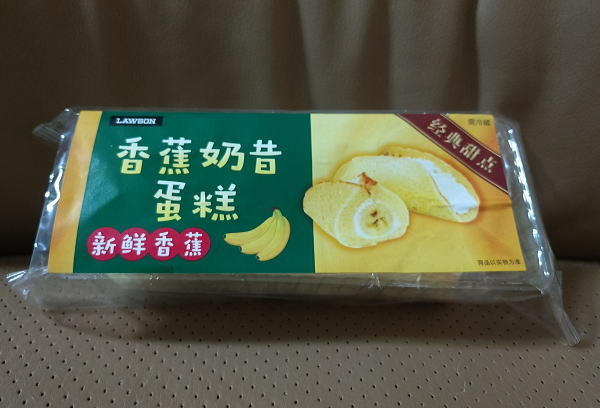 LAWSON
香蕉奶昔
蛋糕
新鲜香蕉
需冷藏
经典甜点
商品以实物为准